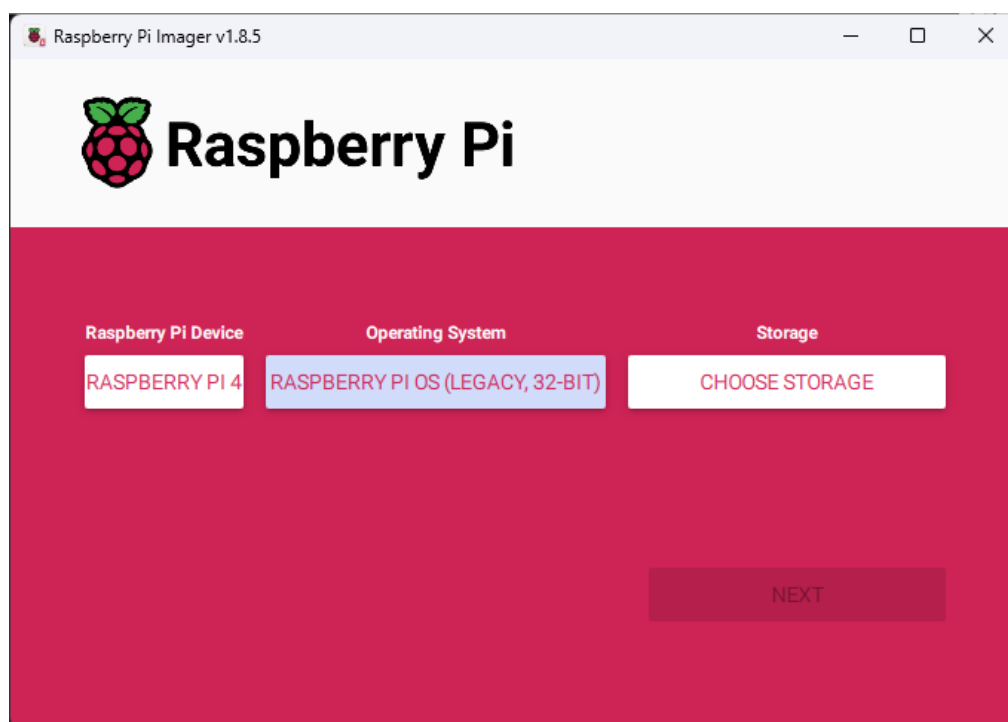 Raspberry Pi Imager v1.8.5
Raspberry Pi
Raspberry Pi Device
Operating System
Storage
RASPBERRY PI 4
RASPBERRY PI OS (LEGACY, 32-BIT)
CHOOSE STORAGE
NEXT